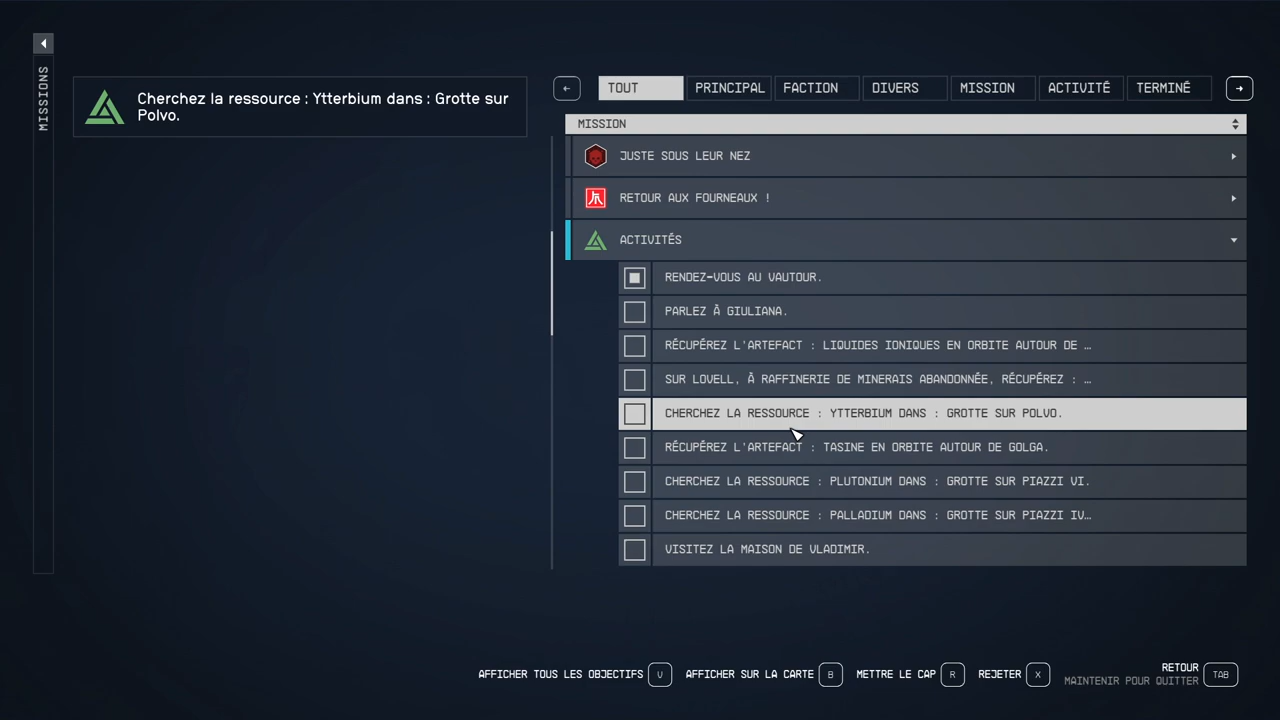 MISSIONS
Cherchez la ressource : Ytterbium dans : Grotte sur
Polvo.
TOUT
PRINCIPAL
FACTION
DIVERS
MISSION
ACTIVITÉ
TERMINÉ
MISSION
JUSTE SOUS LEUR NEZ
RETOUR AUX FOURNEAUX !
ACTIVITÉS
RENDEZ-VOUS AU VAUTOUR.
PARLEZ À GIULIANA.
RÉCUPÉREZ L'ARTEFACT : LIQUIDES IONIQUES EN ORBITE AUTOUR DE …
SUR LOVELL, À RAFFINERIE DE MINERAIS ABANDONNÉE, RÉCUPÉREZ : …
CHERCHEZ LA RESSOURCE : YTTERBIUM DANS : GROTTE SUR POLVO.
RÉCUPÉREZ L'ARTEFACT : TASINE EN ORBITE AUTOUR DE GOLGA.
CHERCHEZ LA RESSOURCE : PLUTONIUM DANS : GROTTE SUR PIAZZI VI.
CHERCHEZ LA RESSOURCE : PALLADIUM DANS : GROTTE SUR PIAZZI IV…
VISITEZ LA MAISON DE VLADIMIR.
AFFICHER TOUS LES OBJECTIFS V
AFFICHER SUR LA CARTE B
METTRE LE CAP R
REJETER X
RETOUR
MAINTENIR POUR QUITTER
TAB